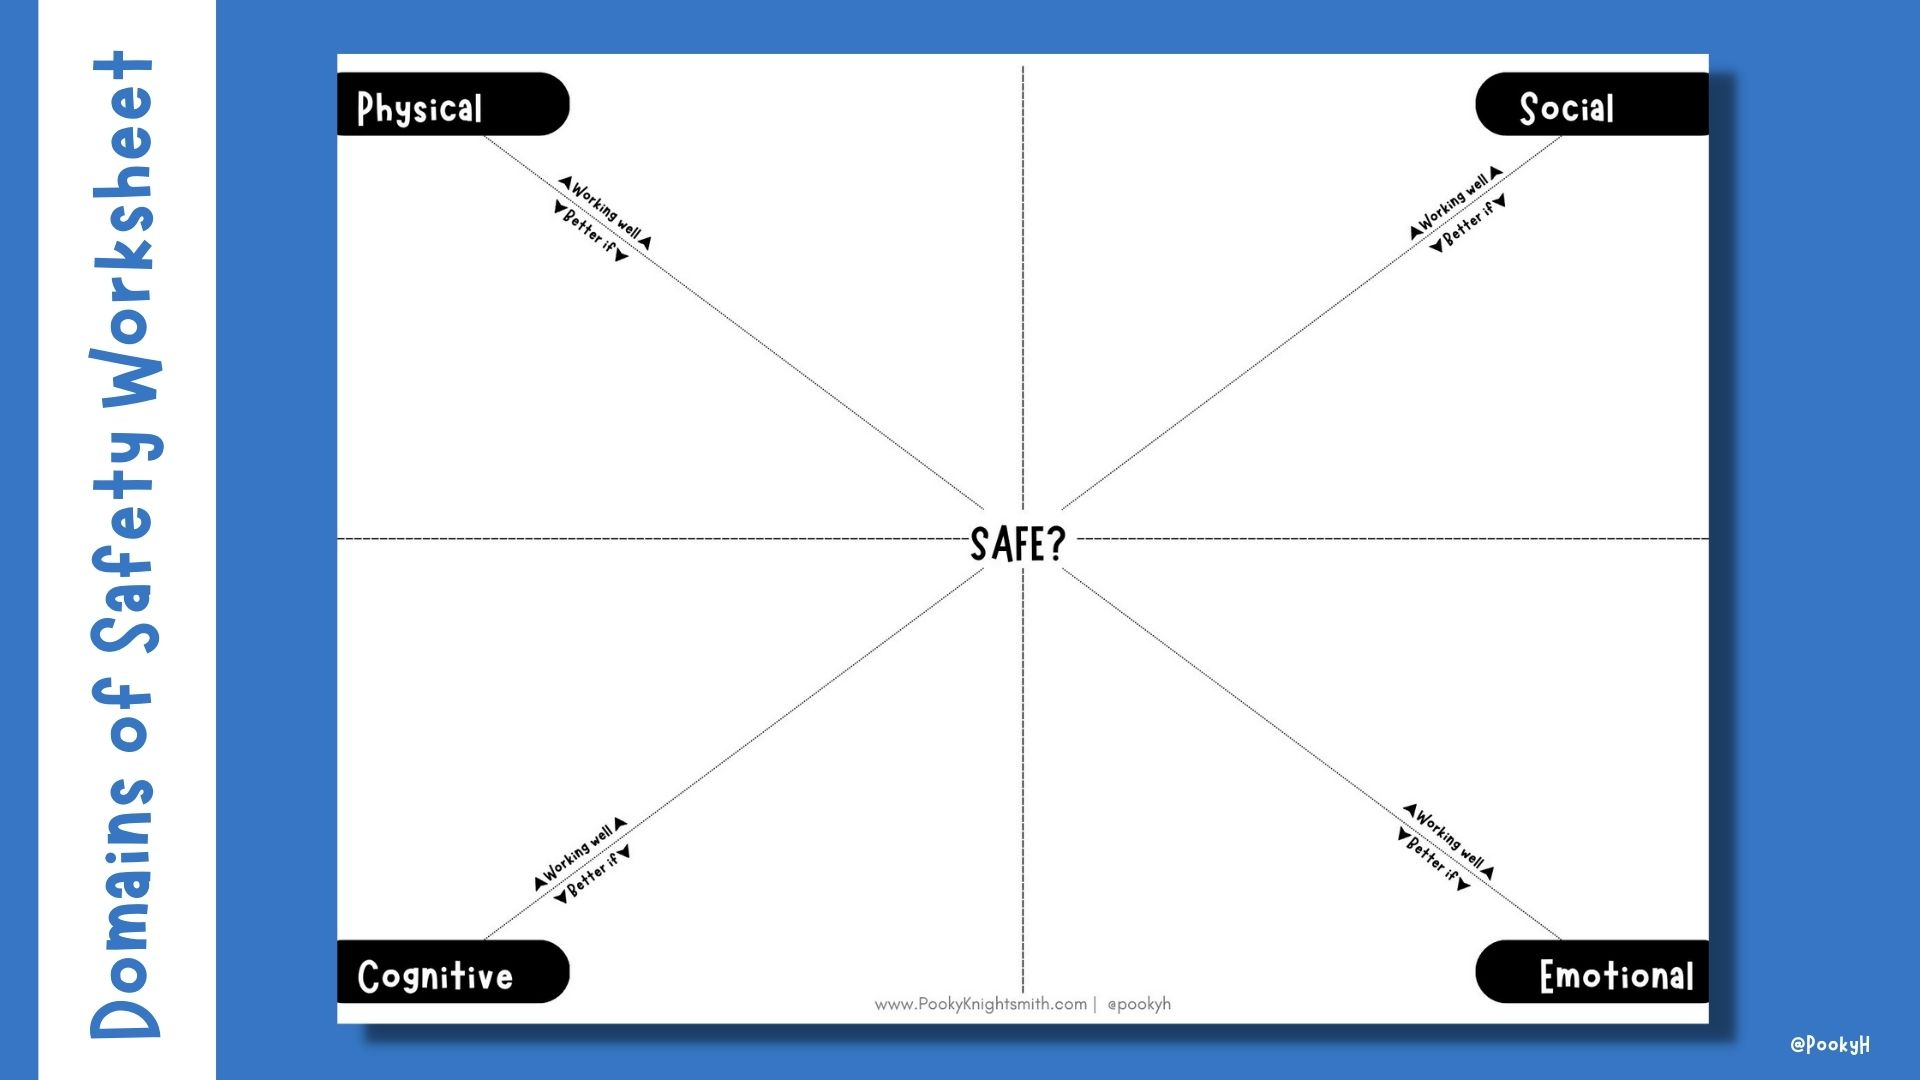 Domains of Safety Worksheet
Physical
Social
Working well
Better if
Working well
Better if
SAFE?
Working well
Better if
Working well
Better if
Cognitive
Emotional
www.PookyKnightsmith.com | @pookyh
@PookyH